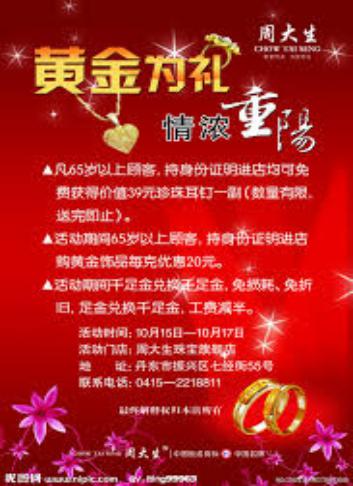 周大生
CHOW TAI SENG
黄金为礼
情浓重陽
▲凡65岁以上顾客，持身份证明进店均可免
费获得价值39元珍珠耳钉一副（数量有限，
送完即止）。
▲活动期间65岁以上顾客，持身份证明进店
购黄金饰品每克优惠20元。
▲活动期间千足金兑换千足金，免损耗、免折
旧，足金兑换千足金，工费减半。
活动时间：10月15日—10月17日
活动门店：周大生珠宝旗舰店
地 址：丹东市振兴区七经街55号
联系电话：0415—2218811
最终解释权归本店所有
CHOW TAI SENG 周大生
昵图网 www.nipic.com